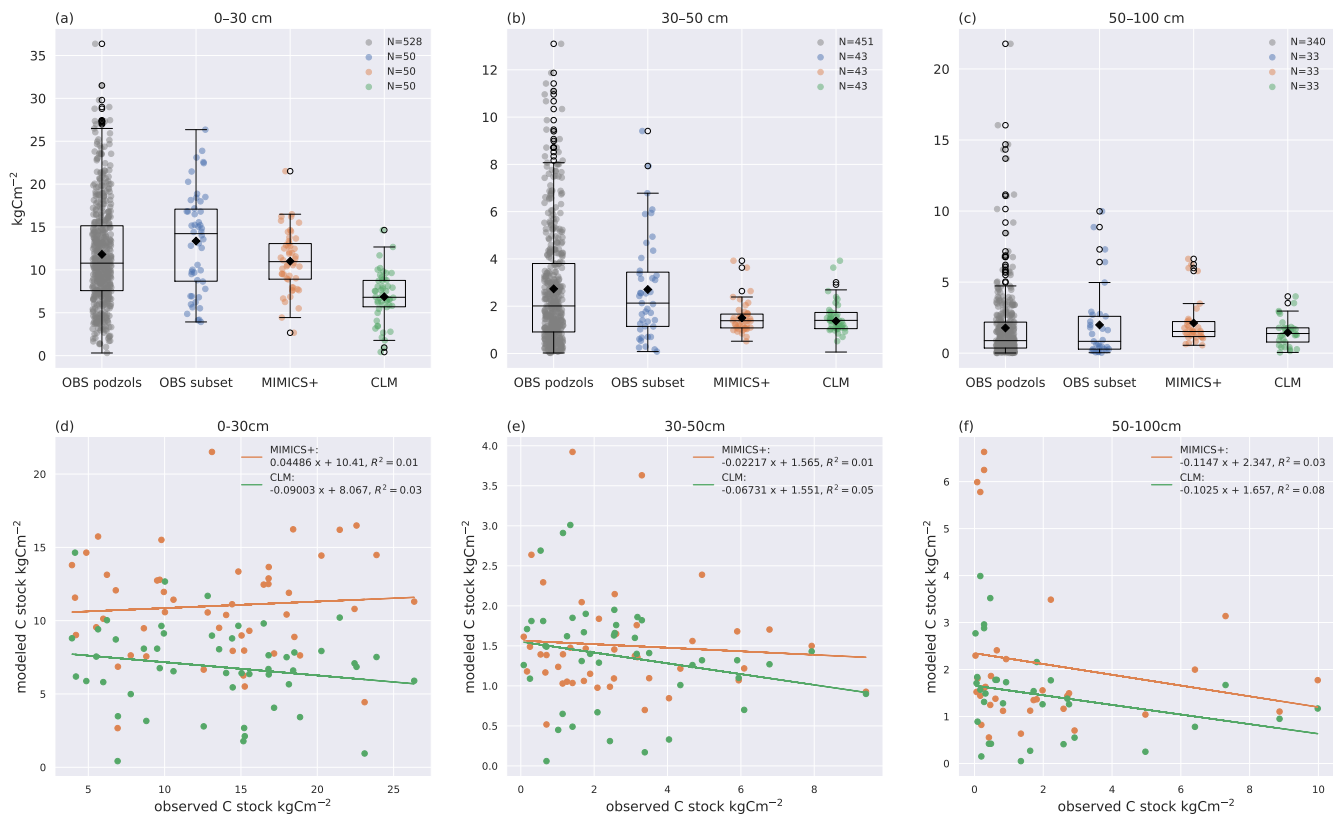 (a) 0–30 cm
kgCm−2
35
30
25
20
15
10
5
0
N=528
N=50
N=50
N=50
OBS podzols OBS subset MIMICS+ CLM
(b) 30–50 cm
12
10
8
6
4
2
0
N=451
N=43
N=43
N=43
OBS podzols OBS subset MIMICS+ CLM
(c) 50–100 cm
20
15
10
5
0
N=340
N=33
N=33
N=33
OBS podzols OBS subset MIMICS+ CLM
(d) 0-30cm
modeled C stock kgCm−2
20
15
10
5
0
MIMICS+:
0.04486 x + 10.41, R2 = 0.01
CLM:
-0.09003 x + 8.067, R2 = 0.03
5 10 15 20 25
observed C stock kgCm−2
(e) 30-50cm
modeled C stock kgCm−2
4.0
3.5
3.0
2.5
2.0
1.5
1.0
0.5
0.0
MIMICS+:
-0.02217 x + 1.565, R2 = 0.01
CLM:
-0.06731 x + 1.551, R2 = 0.05
0 2 4 6 8
observed C stock kgCm−2
(f) 50-100cm
modeled C stock kgCm−2
6
5
4
3
2
1
0
MIMICS+:
-0.1147 x + 2.347, R2 = 0.03
CLM:
-0.1025 x + 1.657, R2 = 0.08
0 2 4 6 8 10
observed C stock kgCm−2